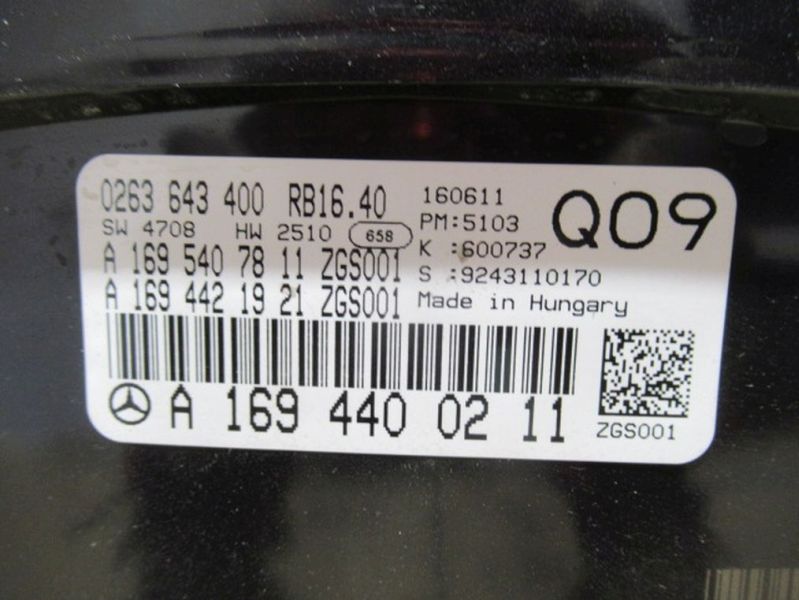 0263 643 400 RB16.40
SW 4708 HW 2510 658
A 169 540 78 11 ZGS001
A 169 442 19 21 ZGS001
160611
PM:5103
K :600737
S :9243110170
Made in Hungary
Q09
A 169 440 02 11
ZGS001